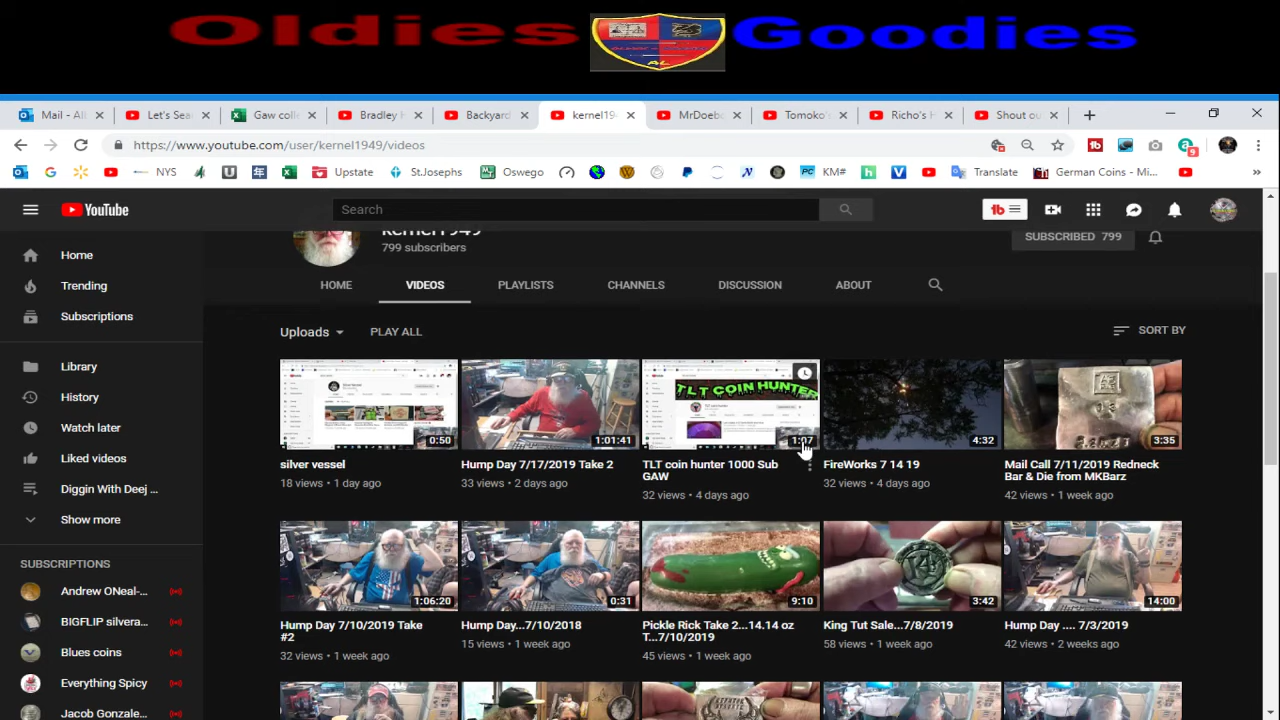 Oldies Goodies
AL
Mail - Al
Let's Sea
Gaw coll
Bradley
Backyard
kernel194
MrDoeb
Tomoko'
Richo's
Shout ou
https://www.youtube.com/user/kernel1949/videos
9
NYS
年
Upstate
St.Josephs
Oswego
PC KM#
Translate
German Coins - Mi...
YouTube
Search
tb
kernel1949
799 subscribers
SUBSCRIBED 799
HOME
VIDEOS
PLAYLISTS
CHANNELS
DISCUSSION
ABOUT
Home
Trending
Subscriptions
Library
History
Watch later
Liked videos
Diggin With Deej ...
Show more
SUBSCRIPTIONS
Andrew ONeal-...
BIGFLIP silvera...
Blues coins
Everything Spicy
Jacob Gonzale...
Uploads
PLAY ALL
SORT BY
0:50
1:01:41
TLT COIN HUNTER
1:07
4:32
3:35
silver vessel
18 views • 1 day ago
Hump Day 7/17/2019 Take 2
33 views • 2 days ago
TLT coin hunter 1000 Sub
GAW
32 views • 4 days ago
FireWorks 7 14 19
32 views • 4 days ago
Mail Call 7/11/2019 Redneck
Bar & Die from MKBarz
42 views • 1 week ago
1:06:20
0:31
9:10
3:42
14:00
Hump Day 7/10/2019 Take
#2
32 views • 1 week ago
Hump Day...7/10/2018
15 views • 1 week ago
Pickle Rick Take 2...14.14 oz
T...7/10/2019
45 views • 1 week ago
King Tut Sale...7/8/2019
58 views • 1 week ago
Hump Day .... 7/3/2019
42 views • 2 weeks ago